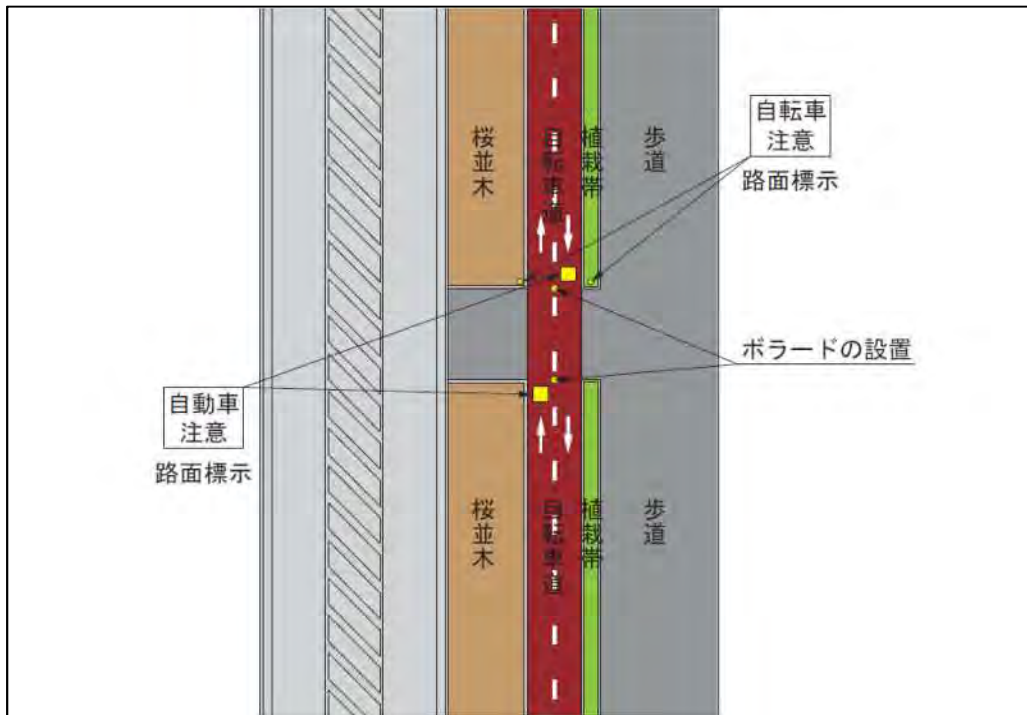 自転車
注意
路面標示
桜並木
自転車道
植栽帯
歩道
ボラードの設置
自動車
注意
路面標示
桜並木
自転車道
植栽帯
歩道